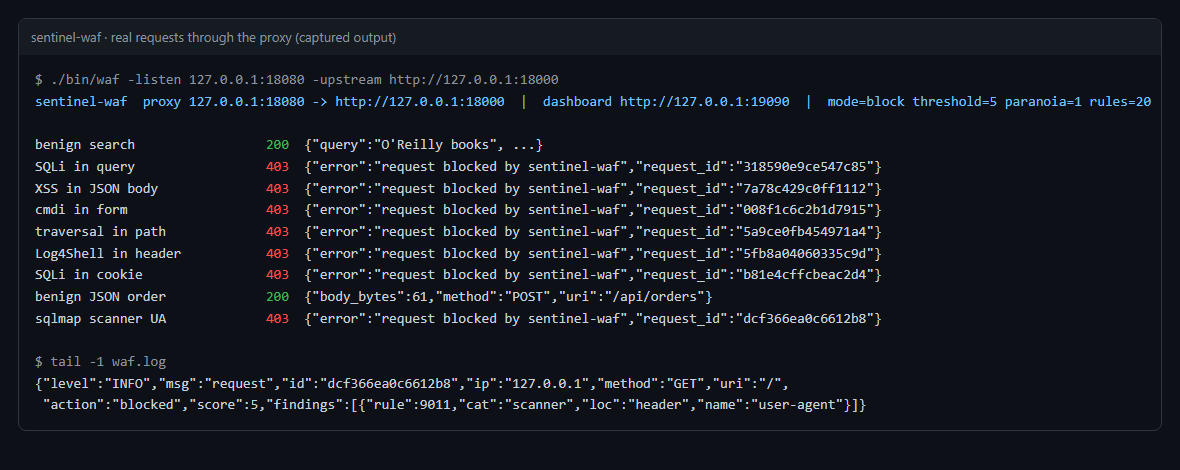 sentinel-waf · real requests through the proxy (captured output)
$ ./bin/waf -listen 127.0.0.1:18080 -upstream http://127.0.0.1:18000
sentinel-waf  proxy 127.0.0.1:18080 -> http://127.0.0.1:18000  |  dashboard http://127.0.0.1:19090  |  mode=block threshold=5 paranoia=1 rules=20
benign search 200 {"query":"O'Reilly books", ...}
SQLi in query 403 {"error":"request blocked by sentinel-waf","request_id":"318590e9ce547c85"}
XSS in JSON body 403 {"error":"request blocked by sentinel-waf","request_id":"7a78c429c0ff1112"}
cmdi in form 403 {"error":"request blocked by sentinel-waf","request_id":"008f1c6c2b1d7915"}
traversal in path 403 {"error":"request blocked by sentinel-waf","request_id":"5a9ce0fb454971a4"}
Log4Shell in header 403 {"error":"request blocked by sentinel-waf","request_id":"5fb8a04060335c9d"}
SQLi in cookie 403 {"error":"request blocked by sentinel-waf","request_id":"b81e4cffcbeac2d4"}
benign JSON order 200 {"body_bytes":61,"method":"POST","uri":"/api/orders"}
sqlmap scanner UA 403 {"error":"request blocked by sentinel-waf","request_id":"dcf366ea0c6612b8"}
$ tail -1 waf.log
{"level":"INFO","msg":"request","id":"dcf366ea0c6612b8","ip":"127.0.0.1","method":"GET","uri":"/",
"action":"blocked","score":5,"findings":[{"rule":9011,"cat":"scanner","loc":"header","name":"user-agent"}]}